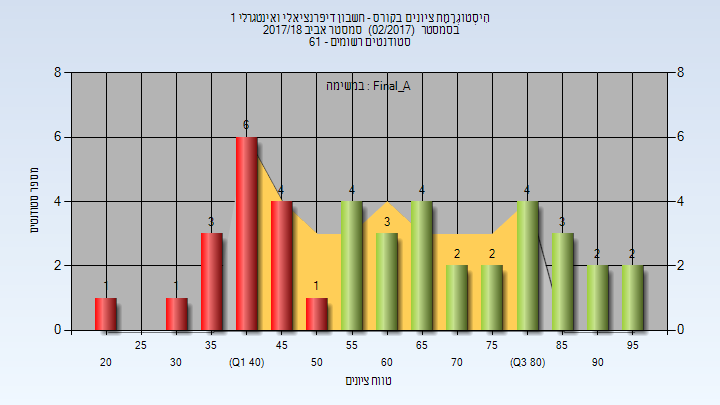 היסטוגרמת ציונים בקורס - חשבון דיפרנציאלי ואינטגרלי 1
בסמסטר (02/2017) סמסטר אביב 2017/18
סטודנטים רשומים - 61
במשימה : Final_A
8 8
6 6
4 4
2 2
0 0
מספר סטודנטים
1 1 3 6 4 1 4 3 4 2 2 4 3 2 2
25 35 45 55 65 75 85 95
20 30 (Q1 40) 50 60 70 (Q3 80) 90
טווח ציונים